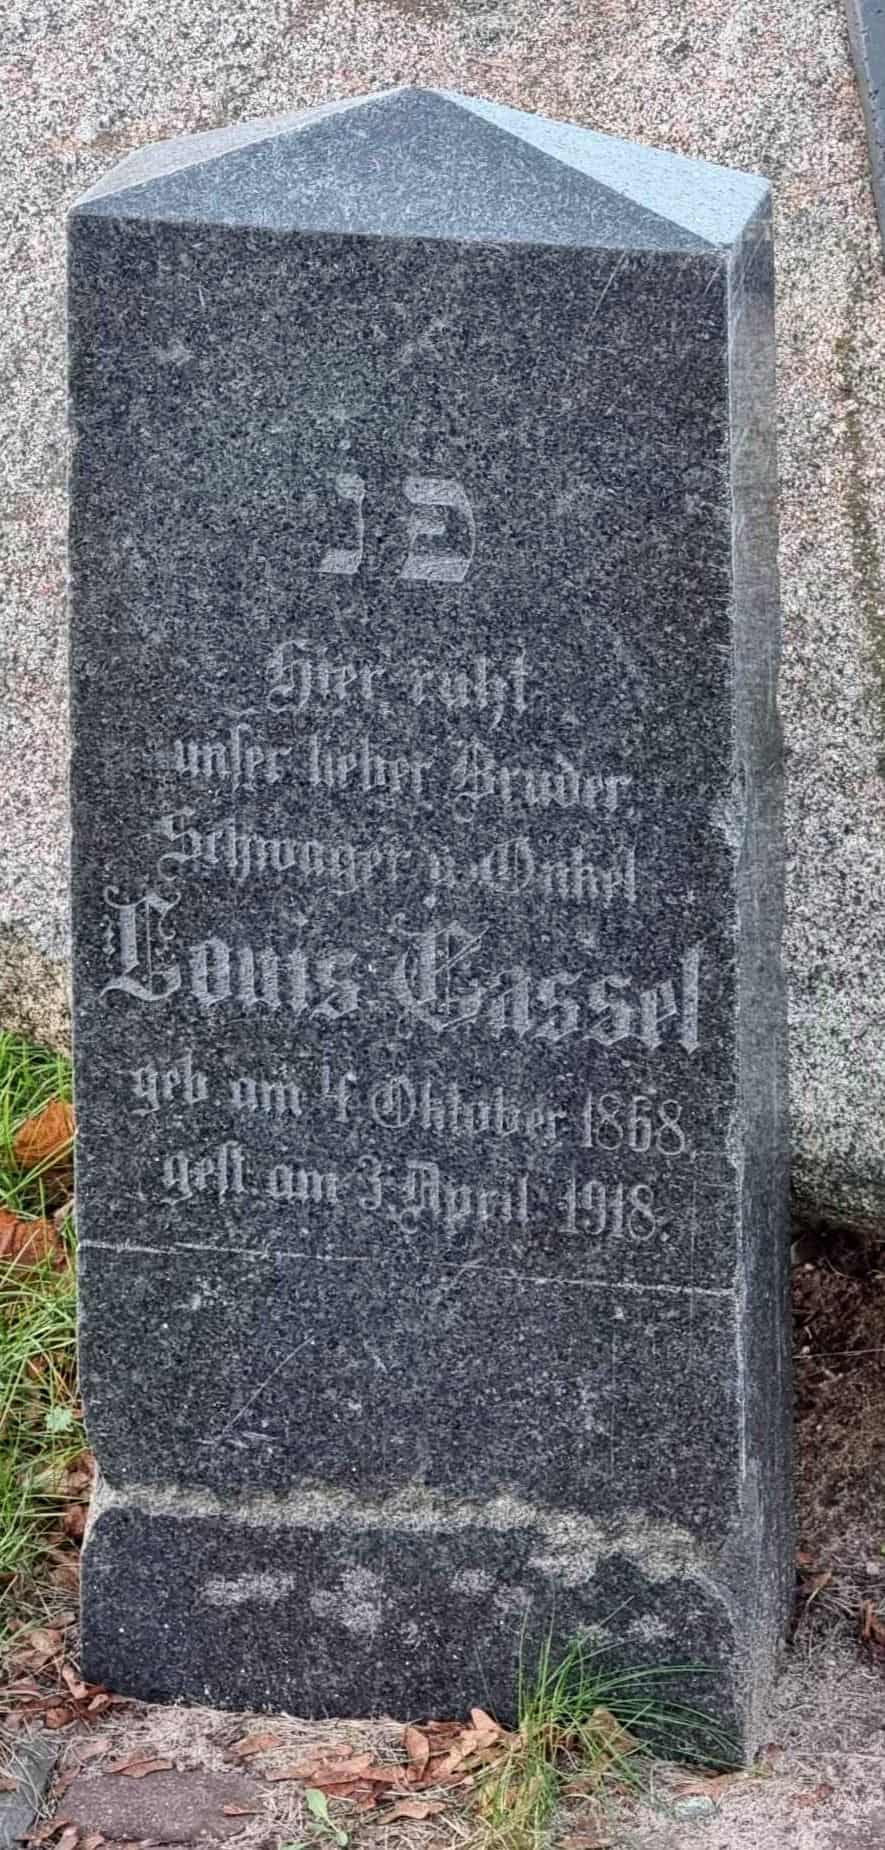 פ נ
Hier ruht
unser lieber Bruder
Schwager u. Onkel
Louis Cassel
geb. am 4 Oktober 1868.
gest. am 3. April 1918.